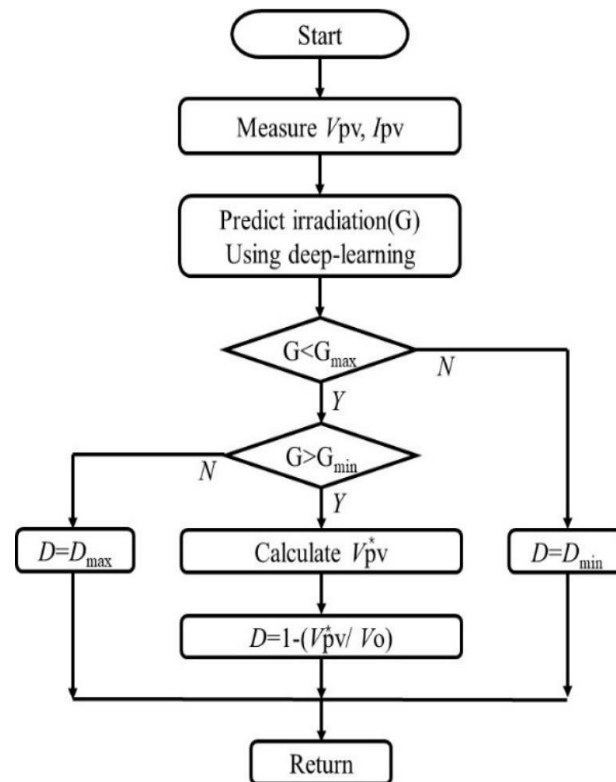 Start
Measure Vpv, Ipv
Predict irradiation(G)
Using deep-learning
G<Gmax
N
Y
G>Gmin
N
Y
D=Dmax
Calculate V*pv
D=Dmin
D=1-(V*pv/ Vo)
Return